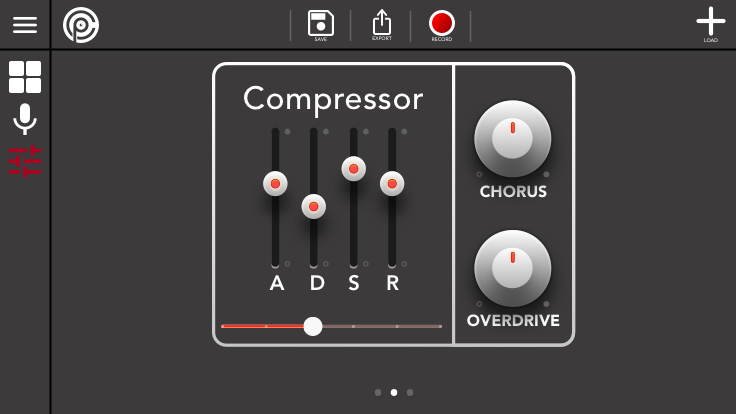 SAVE
EXPORT
RECORD
LOAD
Compressor
A D S R
CHORUS
OVERDRIVE